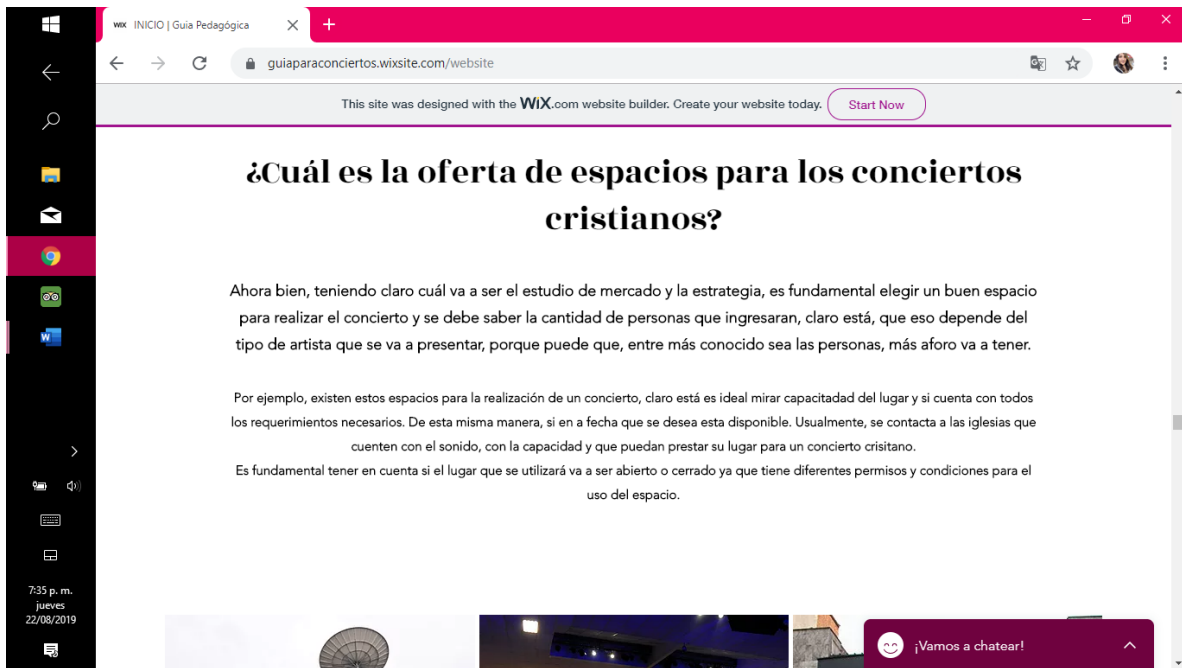 WIX INICIO | Guia Pedagógica
guiaparaconciertos.wixsite.com/website
This site was designed with the WiX.com website builder. Create your website today. Start Now
¿Cuál es la oferta de espacios para los conciertos
cristianos?
Ahora bien, teniendo claro cuál va a ser el estudio de mercado y la estrategia, es fundamental elegir un buen espacio
para realizar el concierto y se debe saber la cantidad de personas que ingresaran, claro está, que eso depende del
tipo de artista que se va a presentar, porque puede que, entre más conocido sea las personas, más aforo va a tener.
Por ejemplo, existen estos espacios para la realización de un concierto, claro está es ideal mirar capacitadad del lugar y si cuenta con todos
los requerimientos necesarios. De esta misma manera, si en a fecha que se desea esta disponible. Usualmente, se contacta a las iglesias que
cuenten con el sonido, con la capacidad y que puedan prestar su lugar para un concierto crisitano.
Es fundamental tener en cuenta si el lugar que se utilizará va a ser abierto o cerrado ya que tiene diferentes permisos y condiciones para el
uso del espacio.
7:35 p. m.
jueves
22/08/2019
¡Vamos a chatear!